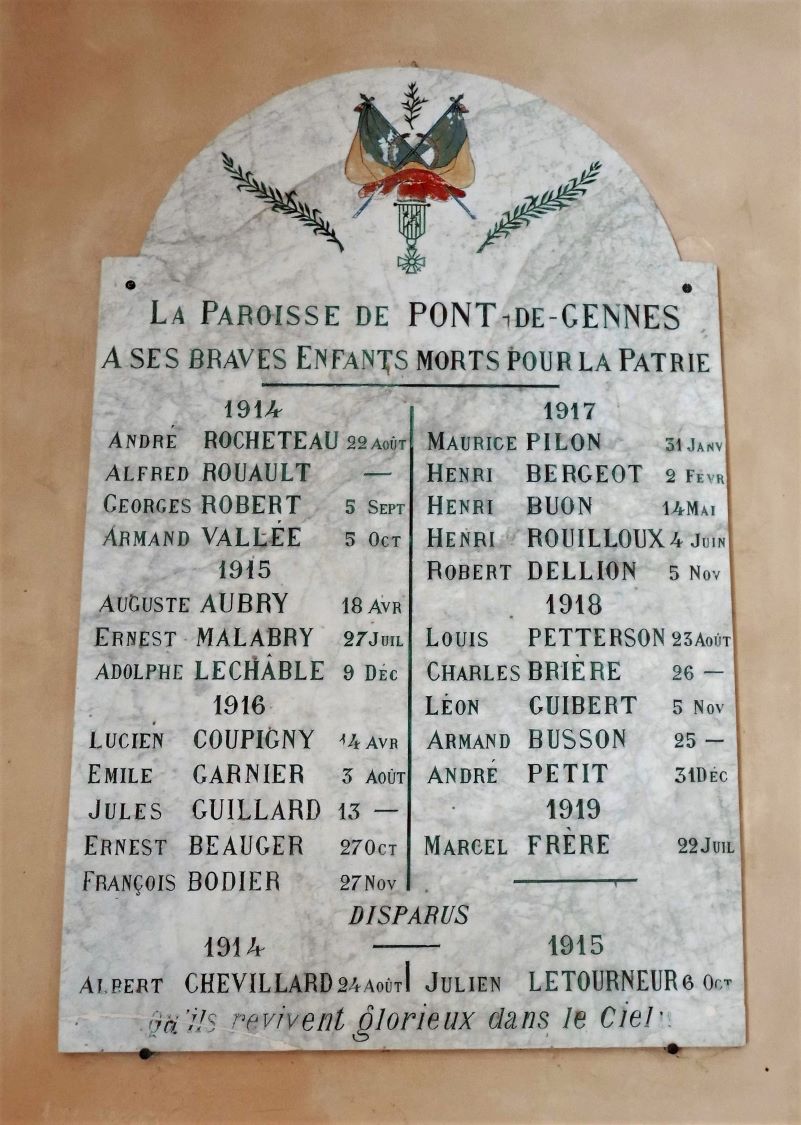 LA PAROISSE DE PONT-DE-GENNES
A SES BRAVES ENFANTS MORTS POUR LA PATRIE
1914
ANDRÉ ROCHETEAU 22 AOÛT
ALFRED ROUAULT —
GEORGES ROBERT 5 SEPT
ARMAND VALLÉE 5 OCT
1915
AUGUSTE AUBRY 18 AVR
ERNEST MALABRY 27 JUIL
ADOLPHE LECHÂBLE 9 DÉC
1916
LUCIEN COUPIGNY 14 AVR
EMILE GARNIER 3 AOÛT
JULES GUILLARD 13 —
ERNEST BEAUGER 27 OCT
FRANÇOIS BODIER 27 NOV
1917
MAURICE PILON 31 JANV
HENRI BERGEOT 2 FÉVR
HENRI BUON 14 MAI
HENRI ROUILLOUX 4 JUIN
ROBERT DELLION 5 NOV
1918
LOUIS PETTERSON 23 AOÛT
CHARLES BRIÈRE 26 —
LÉON GUIBERT 5 NOV
ARMAND BUSSON 25 —
ANDRÉ PETIT 31 DÉC
1919
MARCEL FRÈRE 22 JUIL
DISPARUS
1914
ALBERT CHEVILLARD 24 AOÛT
1915
JULIEN LETOURNEUR 6 OCT
qu'ils revivent glorieux dans le Ciel